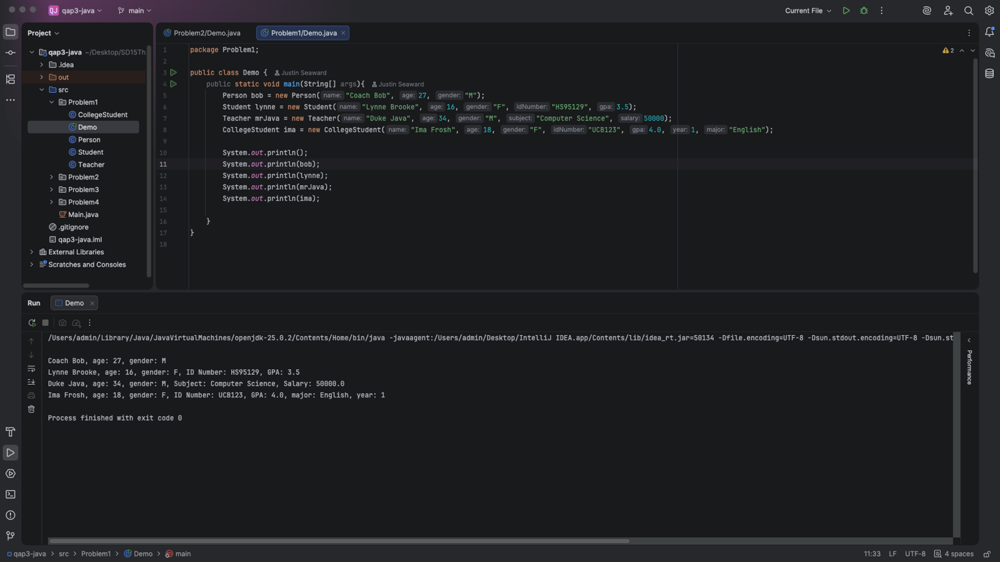 QJ qap3-java main Current File
Project
Problem2/Demo.java Problem1/Demo.java
qap3-java ~/Desktop/SD15Th
.idea
out
src
Problem1
CollegeStudent
Demo
Person
Student
Teacher
Problem2
Problem3
Problem4
Main.java
.gitignore
qap3-java.iml
External Libraries
Scratches and Consoles
2
1 package Problem1;
2
3 public class Demo { Justin Seaward
4 public static void main(String[] args){ Justin Seaward
5 Person bob = new Person( name: "Coach Bob", age: 27, gender: "M");
6 Student lynne = new Student( name: "Lynne Brooke", age: 16, gender: "F", idNumber: "HS95129", gpa: 3.5);
7 Teacher mrJava = new Teacher( name: "Duke Java", age: 34, gender: "M", subject: "Computer Science", salary: 50000);
8 CollegeStudent ima = new CollegeStudent( name: "Ima Frosh", age: 18, gender: "F", idNumber: "UCB123", gpa: 4.0, year: 1, major: "English");
9
10 System.out.println();
11 System.out.println(bob);
12 System.out.println(lynne);
13 System.out.println(mrJava);
14 System.out.println(ima);
15
16 }
17 }
18
Run Demo
/Users/admin/Library/Java/JavaVirtualMachines/openjdk-25.0.2/Contents/Home/bin/java -javaagent:/Users/admin/Desktop/IntelliJ IDEA.app/Contents/lib/idea_rt.jar=50134 -Dfile.encoding=UTF-8 -Dsun.stdout.encoding=UTF-8 -Dsun.st
Coach Bob, age: 27, gender: M
Lynne Brooke, age: 16, gender: F, ID Number: HS95129, GPA: 3.5
Duke Java, age: 34, gender: M, Subject: Computer Science, Salary: 50000.0
Ima Frosh, age: 18, gender: F, ID Number: UCB123, GPA: 4.0, major: English, year: 1
Process finished with exit code 0
Performance
qap3-java > src > Problem1 > Demo > main 11:33 LF UTF-8 4 spaces